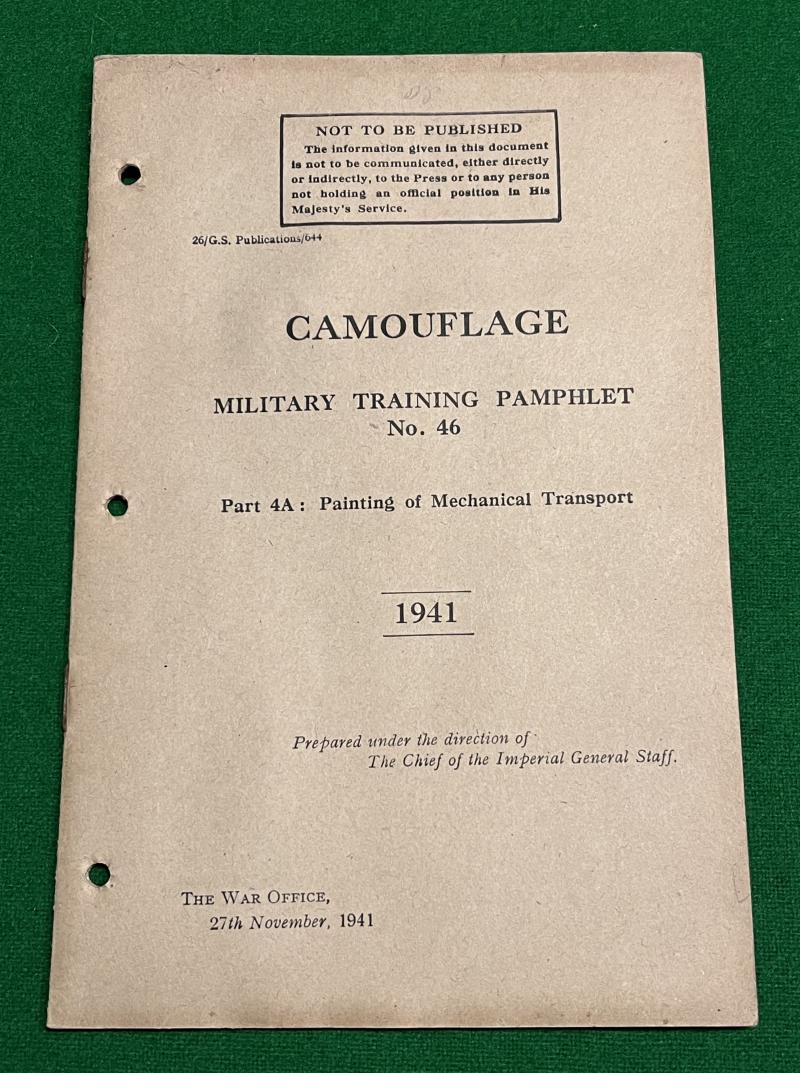 NOT TO BE PUBLISHED
The information given in this document
is not to be communicated, either directly
or indirectly, to the Press or to any person
not holding an official position in His
Majesty's Service.
26/G.S. Publications/644
CAMOUFLAGE
MILITARY TRAINING PAMPHLET
No. 46
Part 4A: Painting of Mechanical Transport
1941
Prepared under the direction of
The Chief of the Imperial General Staff.
THE WAR OFFICE,
27th November, 1941